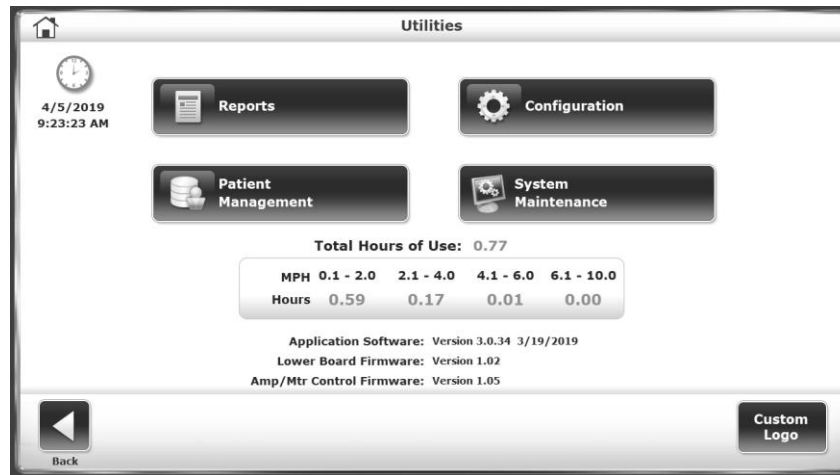 Utilities
4/5/2019
9:23:23 AM
Reports
Configuration
Patient
Management
System
Maintenance
Total Hours of Use: 0.77
MPH 0.1 - 2.0 2.1 - 4.0 4.1 - 6.0 6.1 - 10.0
Hours 0.59 0.17 0.01 0.00
Application Software: Version 3.0.34 3/19/2019
Lower Board Firmware: Version 1.02
Amp/Mtr Control Firmware: Version 1.05
Back
Custom
Logo